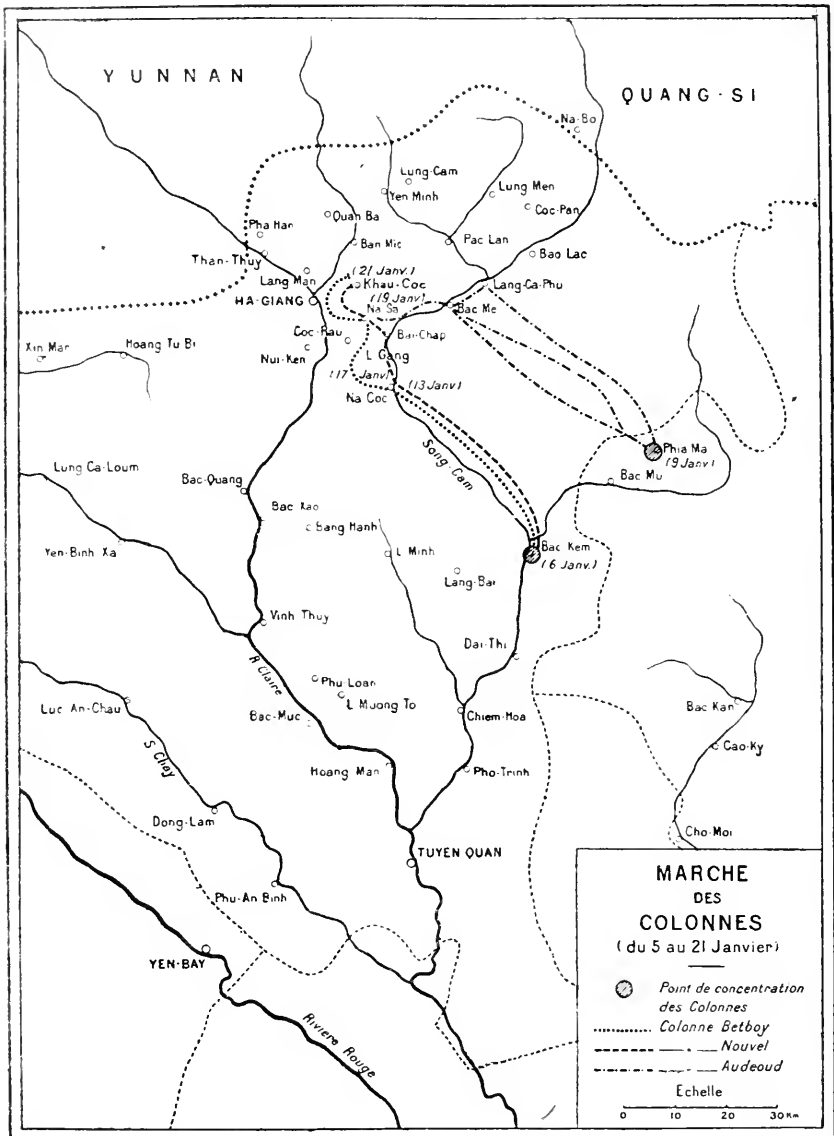 YUNNAN
QUANG-SI
Na-Bo
Lung-Cam
Yen Minh
Lung Men
Coc-Pan
Quan Ba
Pha Han
Ban Mic
Pac Lan
Than-Thuy
Bao Lac
Lang Man
(21 Janv.)
Khau-Coc
Lang-Ca-Phu
HA-GIANG
(19 Janv)
Na Sa
Bac Me
Coc-Rau
Bai-Chap
Xin Man
Hoang Tu Bi
Nui-Ken
L Gang
(17 Janv)
(13 Janv.)
Na Coc
Song-Cam
Phia Ma
(9 Janv)
Lung Ca-Loum
Bac-Quang
Bac Mu
Bac Xao
Bang Hanh
Yen-Binh Xa
L Minh
Bac Kem
(6 Janv.)
Lang-Bai
Vinh Thuy
Dai-Thi
R Claire
Phu-Loan
L Muong To
Luc An-Chau
Bac-Muc
Chiem-Hoa
Bac Kan
S Chay
Cao-Ky
Hoang Man
Pho-Trinh
Dong-Lam
Cho-Moi
TUYEN QUAN
Phu-An Binh
YEN-BAY
Rivière Rouge
MARCHE
DES
COLONNES
(du 5 au 21 Janvier)
Point de concentration
des Colonnes
Colonne Betboy
Nouvel
Audeoud
Echelle
0 10 20 30 Km